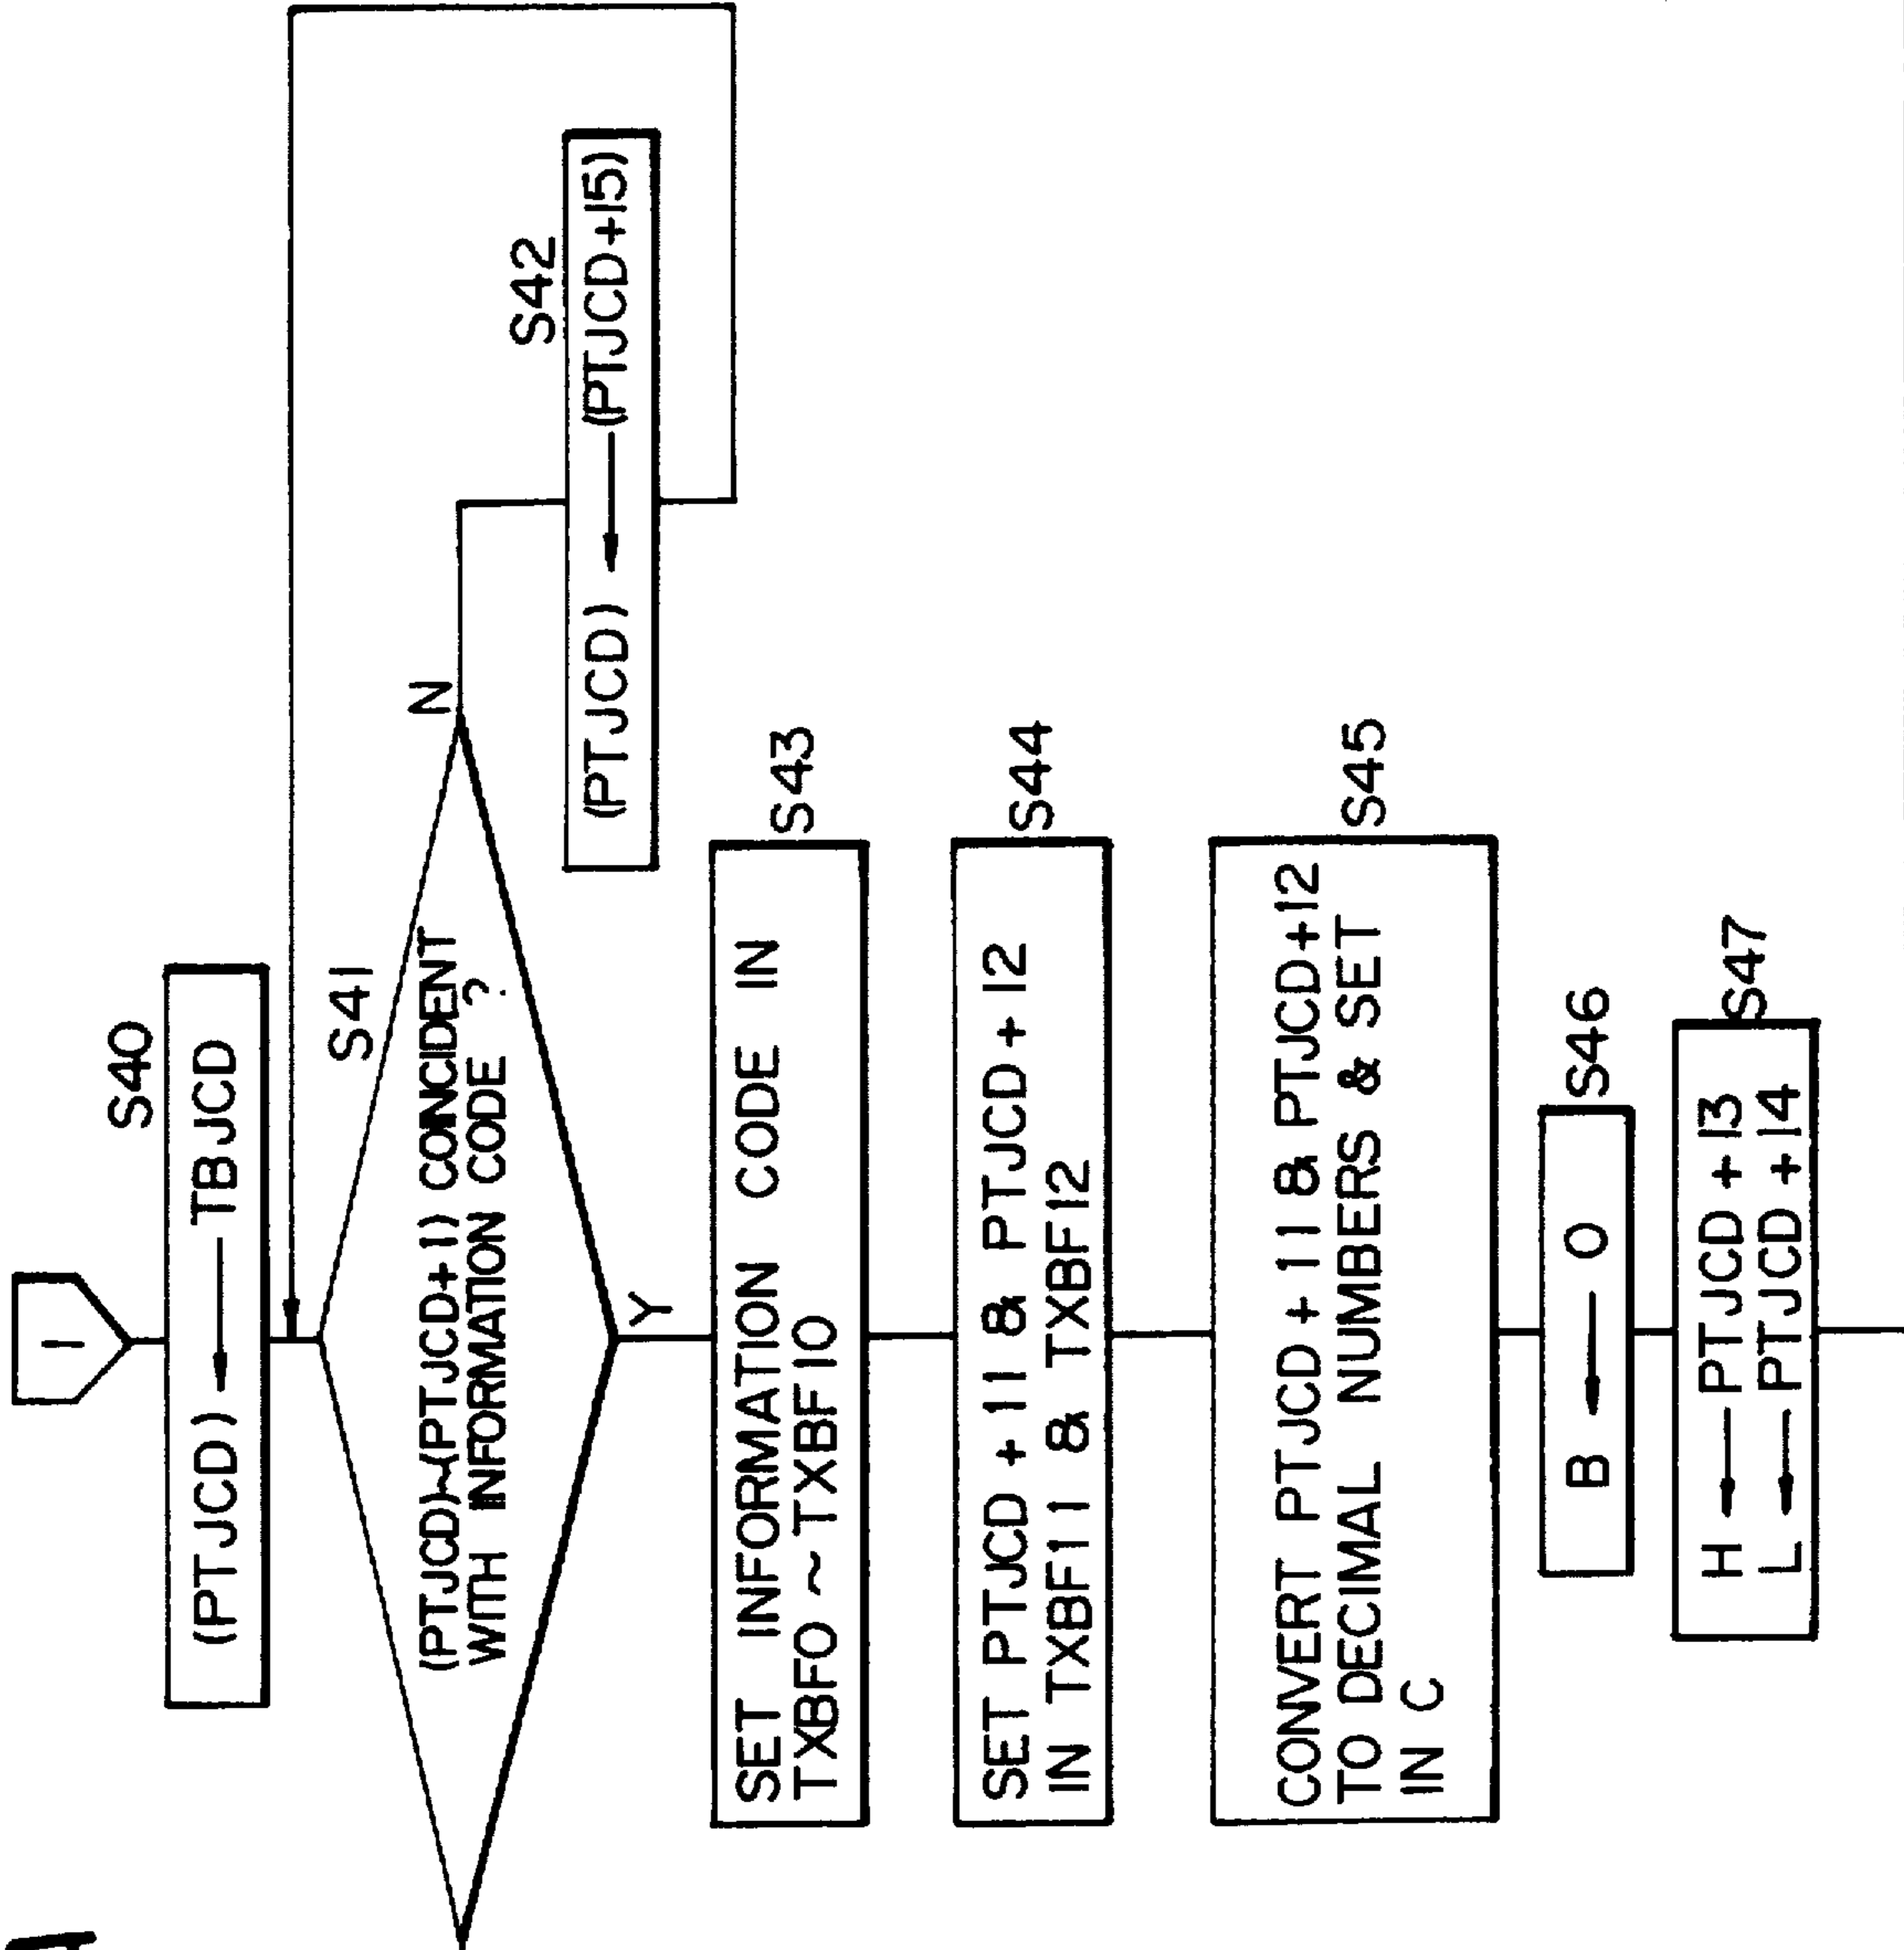 1
S40
(PTJCD) ← TBJCD
S41
(PTJCD)~(PTJCD+1) CONCIDENT
WITH INFORMATION CODE ?
N
S42
(PTJCD) ← (PTJCD+15)
Y
S43
SET INFORMATION CODE IN
TXBF0 ~ TXBF10
S44
SET PTJCD + 11 & PTJCD + 12
IN TXBF11 & TXBF12
S45
CONVERT PTJCD + 11 & PTJCD+12
TO DECIMAL NUMBERS & SET
IN C
S46
B ← 0
S47
H ← PTJCD + 13
L ← PTJCD + 14